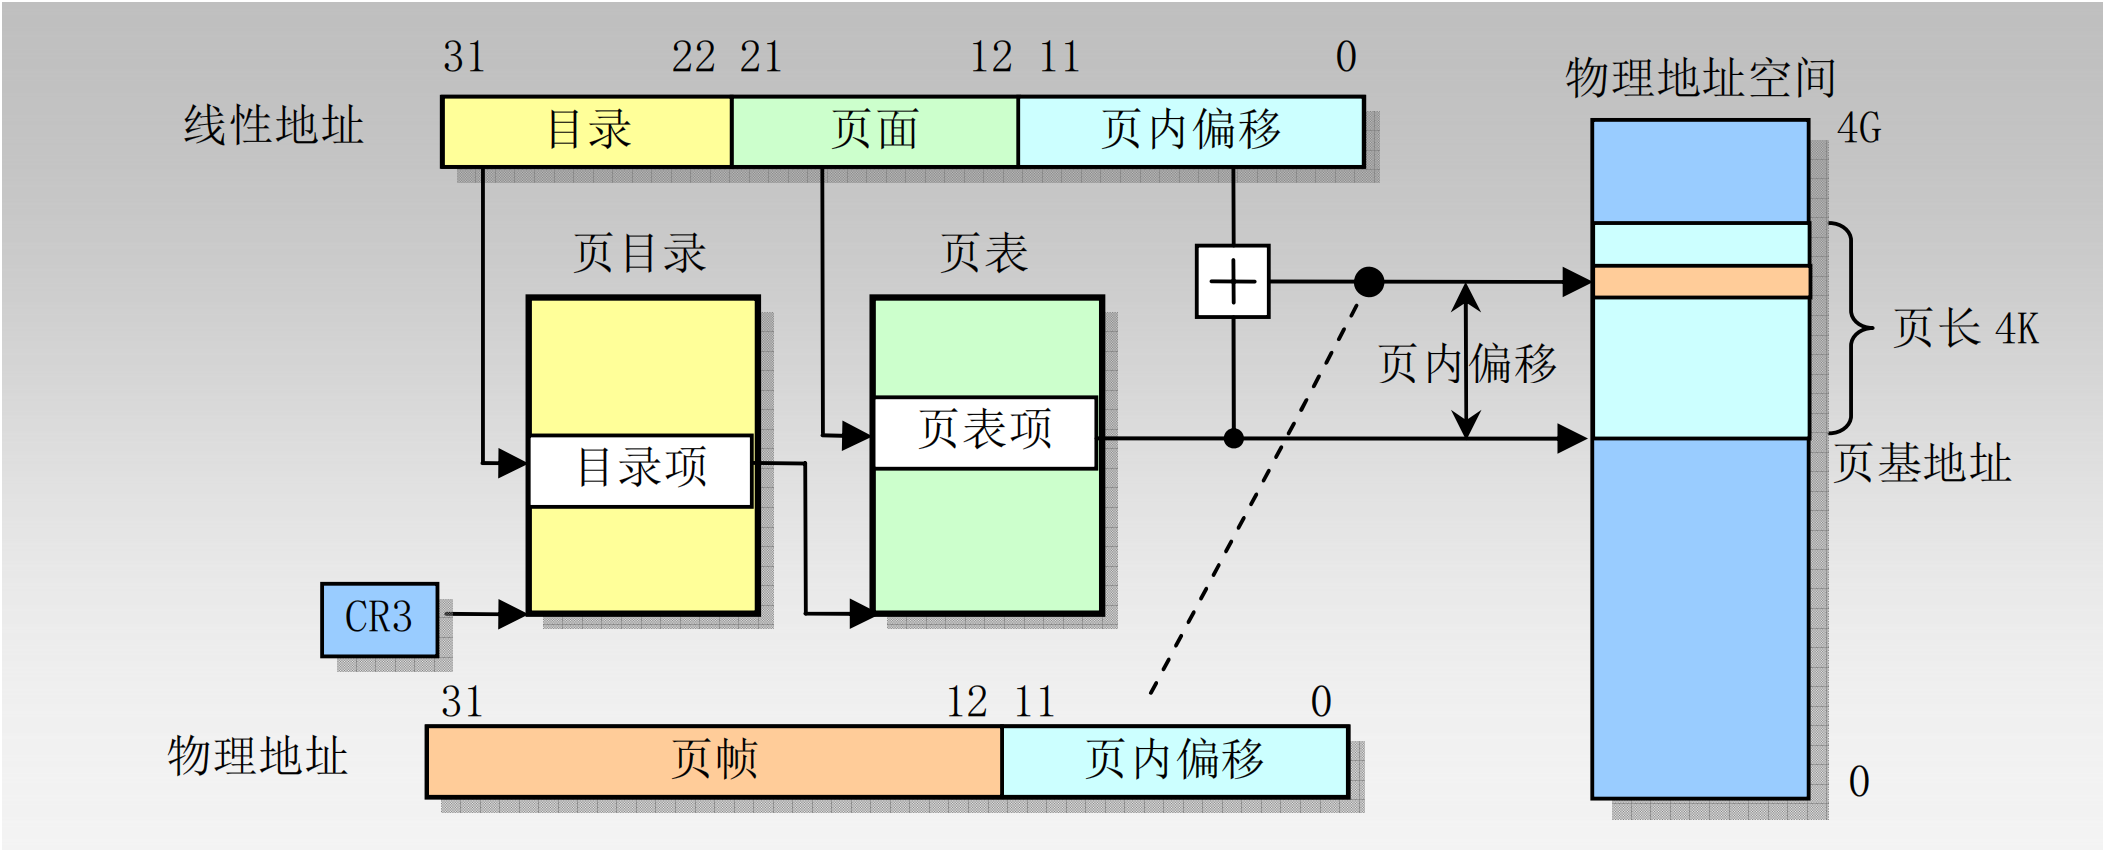 31 22 21 12 11 0
线性地址 目录 页面 页内偏移
物理地址空间
4G
页目录 页表
页长 4K
页内偏移
页表项
目录项
页基地址
CR3
31 12 11 0
物理地址 页帧 页内偏移
0